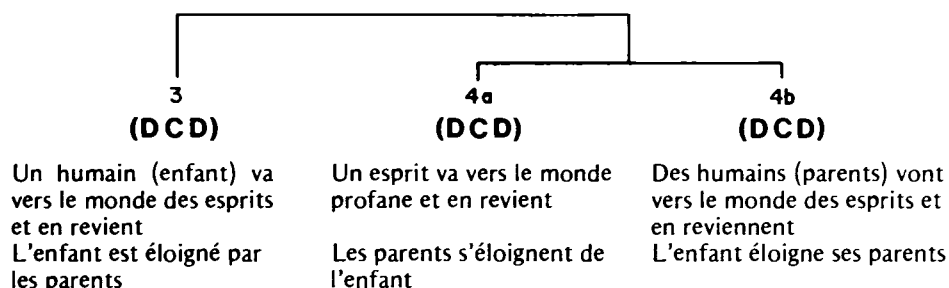 3
(DCD)
Un humain (enfant) va
vers le monde des esprits
et en revient
L'enfant est éloigné par
les parents
4a
(DCD)
Un esprit va vers le monde
profane et en revient
Les parents s'éloignent de
l'enfant
4b
(DCD)
Des humains (parents) vont
vers le monde des esprits et
en reviennent
L'enfant éloigne ses parents